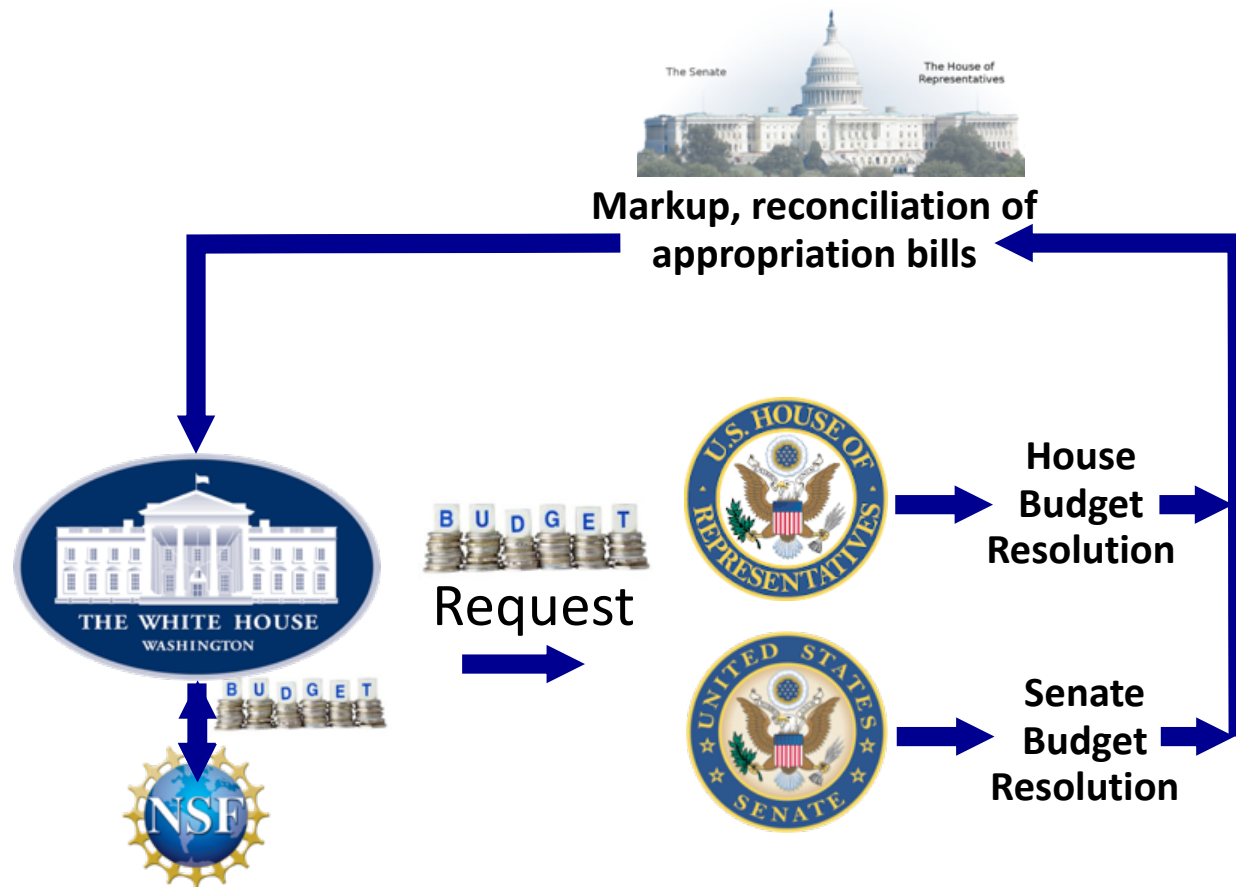 The Senate
The House of
Representatives
Markup, reconciliation of
appropriation bills
THE WHITE HOUSE
WASHINGTON
BUDGET
Request
U.S. HOUSE OF
REPRESENTATIVES
House
Budget
Resolution
BUDGET
NSF
UNITED STATES
SENATE
Senate
Budget
Resolution